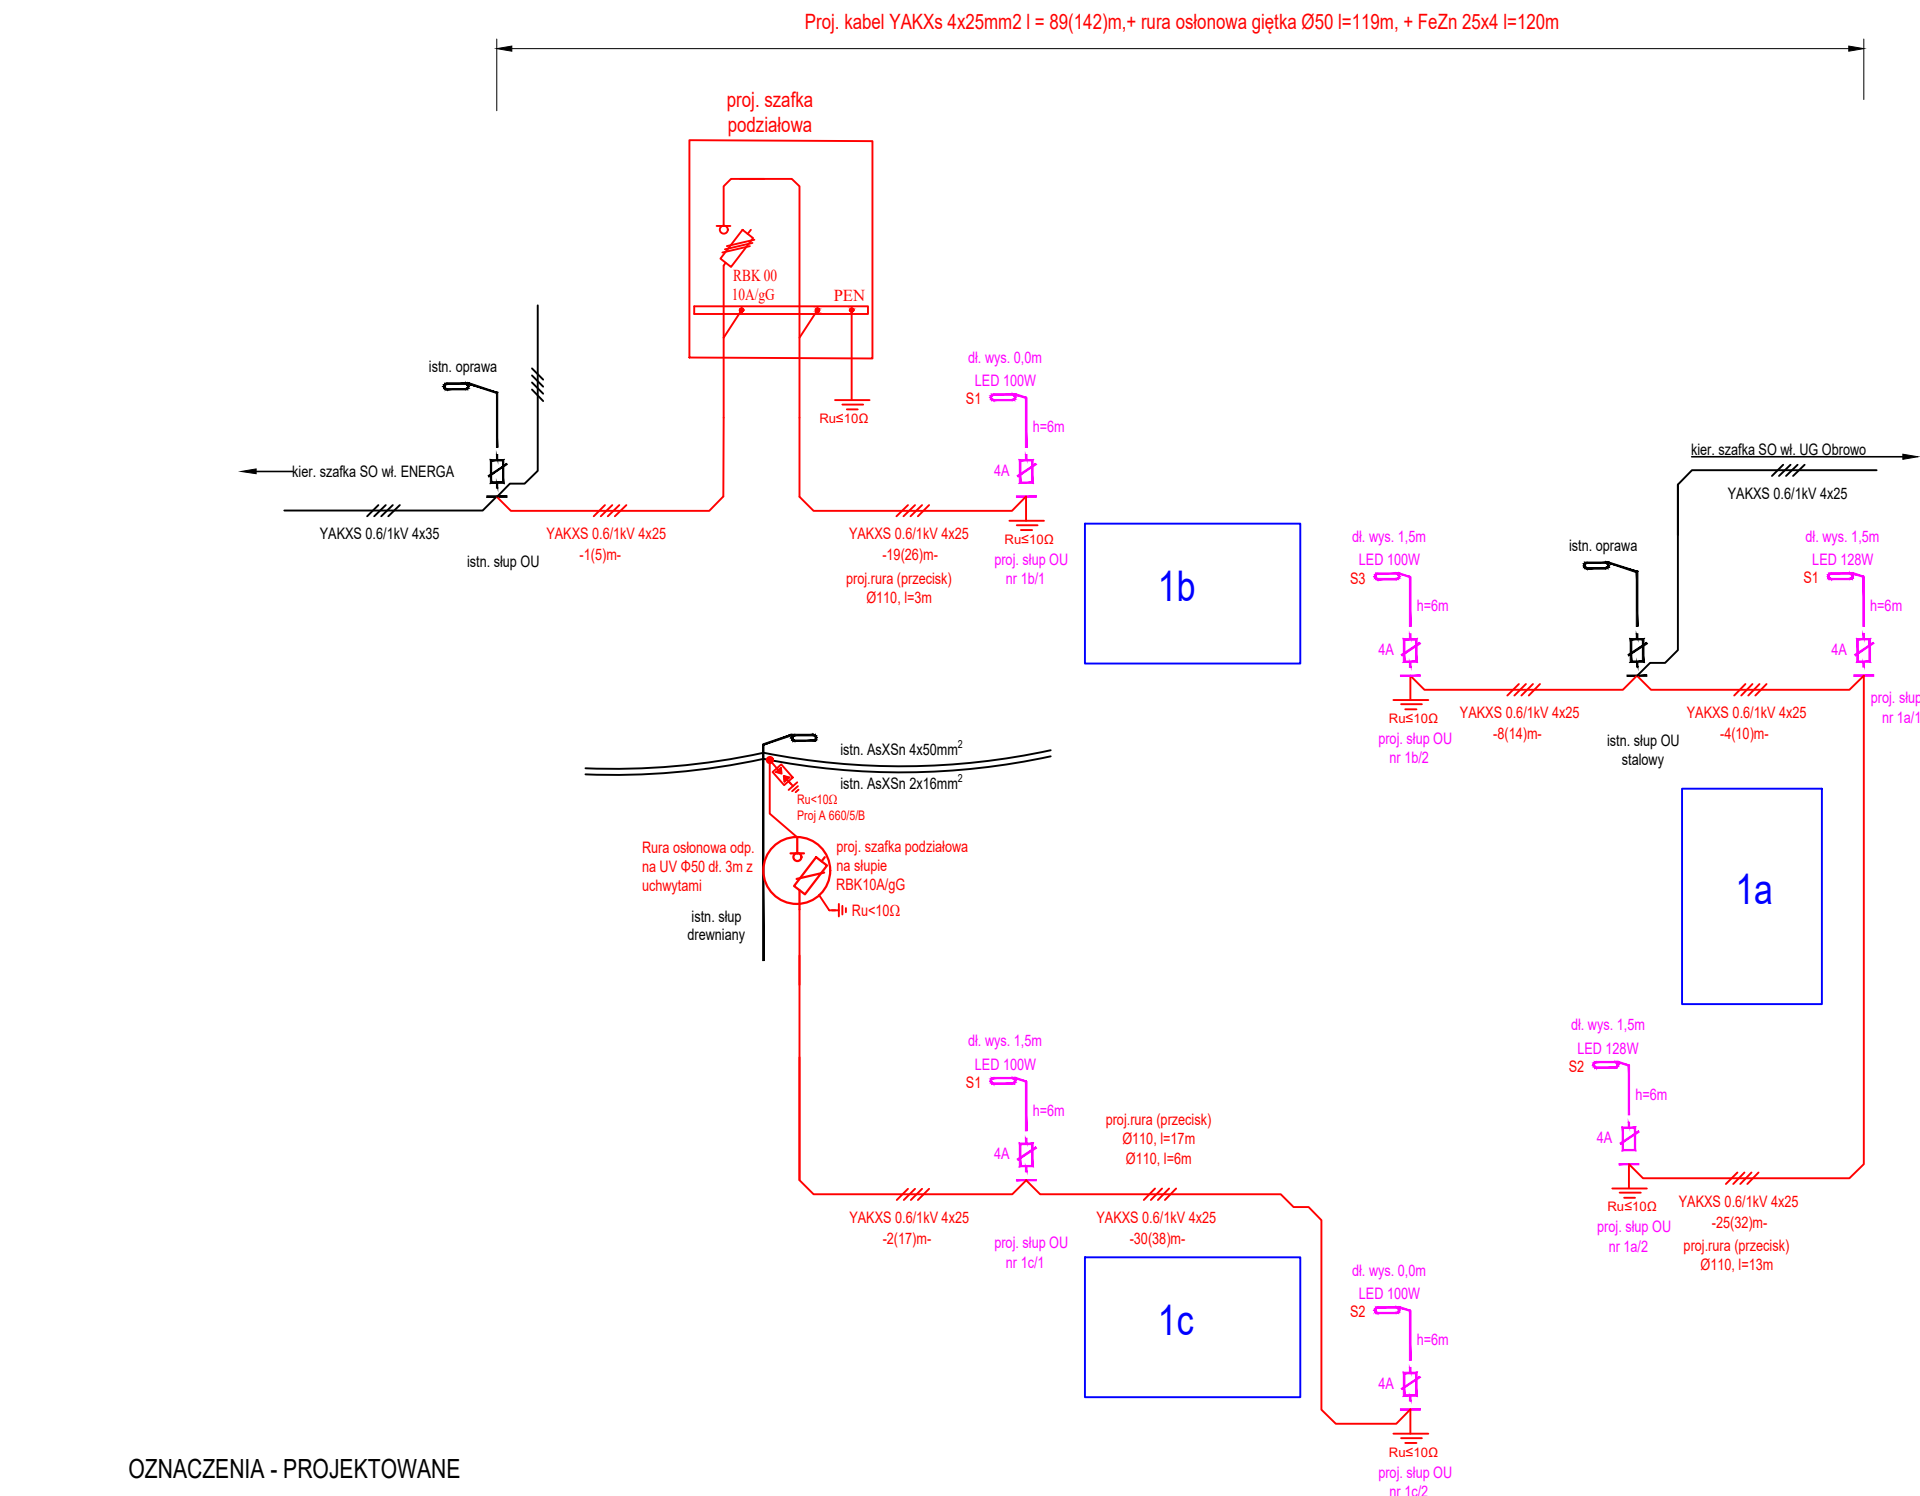 Proj. kabel YAKXs 4x25mm2 l = 89(142)m,+ rura osłonowa giętka Ø50 l=119m, + FeZn 25x4 l=120m
proj. szafka
podziałowa
RBK 00
10A/gG
PEN
Ru≤10Ω
istn. oprawa
kier. szafka SO wł. ENERGA
YAKXS 0.6/1kV 4x35
istn. słup OU
YAKXS 0.6/1kV 4x25
-1(5)m-
dł. wys. 0,0m
LED 100W
S1
h=6m
4A
YAKXS 0.6/1kV 4x25
-19(26)m-
proj.rura (przecisk)
Ø110, l=3m
Ru≤10Ω
proj. słup OU
nr 1b/1
1b
kier. szafka SO wł. UG Obrowo
YAKXS 0.6/1kV 4x25
dł. wys. 1,5m
LED 100W
S3
h=6m
4A
Ru≤10Ω
proj. słup OU
nr 1b/2
YAKXS 0.6/1kV 4x25
-8(14)m-
istn. oprawa
istn. słup OU
stalowy
dł. wys. 1,5m
LED 128W
S1
h=6m
4A
YAKXS 0.6/1kV 4x25
-4(10)m-
proj. słup
nr 1a/1
istn. AsXSn 4x50mm2
istn. AsXSn 2x16mm2
Ru<10Ω
Proj A 660/5/B
Rura osłonowa odp.
na UV Φ50 dł. 3m z
uchwytami
proj. szafka podziałowa
na słupie
RBK10A/gG
Ru<10Ω
istn. słup
drewniany
1a
dł. wys. 1,5m
LED 100W
S1
h=6m
4A
YAKXS 0.6/1kV 4x25
-2(17)m-
proj. słup OU
nr 1c/1
proj.rura (przecisk)
Ø110, l=17m
Ø110, l=6m
YAKXS 0.6/1kV 4x25
-30(38)m-
1c
dł. wys. 1,5m
LED 128W
S2
h=6m
4A
Ru≤10Ω
proj. słup OU
nr 1a/2
YAKXS 0.6/1kV 4x25
-25(32)m-
proj.rura (przecisk)
Ø110, l=13m
dł. wys. 0,0m
LED 100W
S2
h=6m
4A
Ru≤10Ω
proj. słup OU
nr 1c/2
OZNACZENIA - PROJEKTOWANE